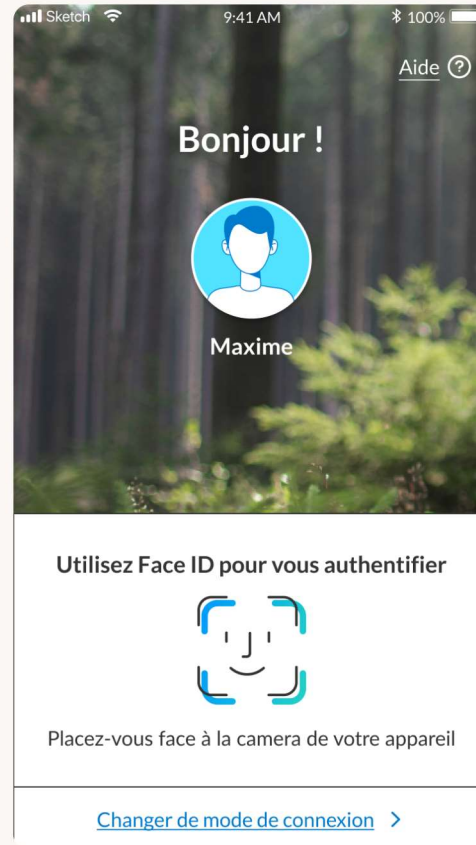 Sketch 9:41 AM 100%
Aide ?
Bonjour !
Maxime
Utilisez Face ID pour vous authentifier
Placez-vous face à la camera de votre appareil
Changer de mode de connexion >